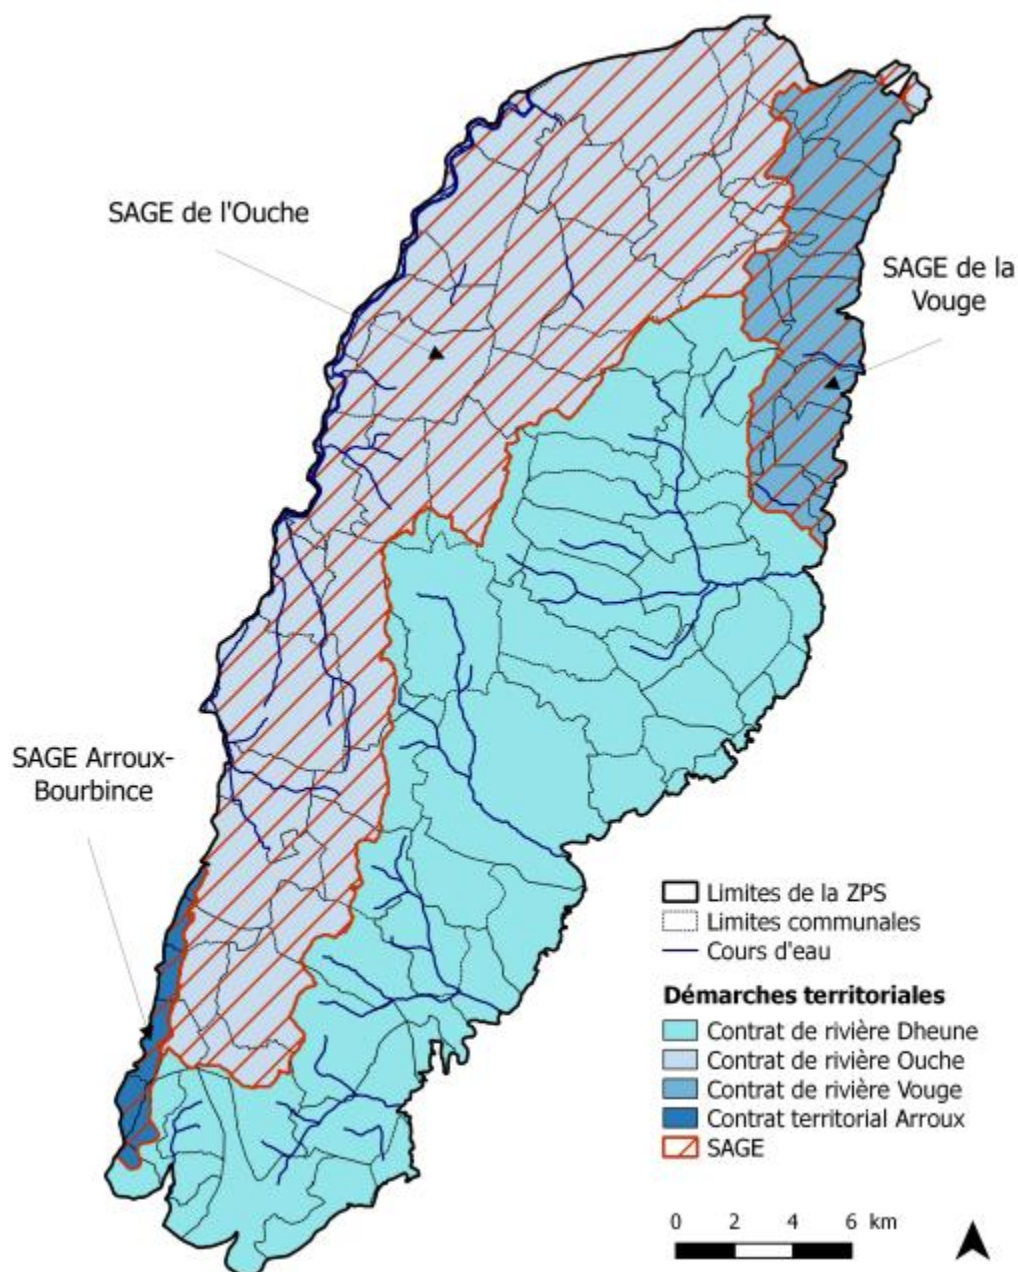 SAGE de l'Ouche
SAGE de la
Vouge
SAGE Arroux-
Bourbince
Limites de la ZPS
Limites communales
Cours d'eau
Démarches territoriales
Contrat de rivière Dheune
Contrat de rivière Ouche
Contrat de rivière Vouge
Contrat territorial Arroux
SAGE
0 2 4 6 km